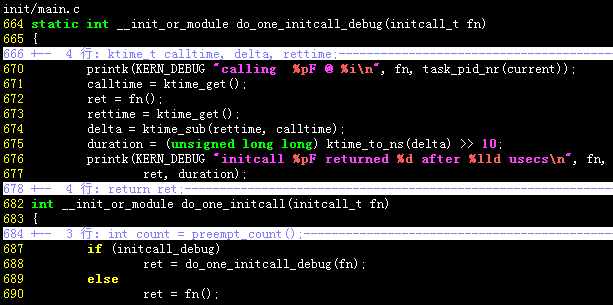 init/main.c
664 static int __init_or_module do_one_initcall_debug(initcall_t fn)
665 {
666 +--  4 行: ktime_t calltime, delta, rettime;
670 printk(KERN_DEBUG "calling  %pF @ %i\n", fn, task_pid_nr(current));
671 calltime = ktime_get();
672 ret = fn();
673 rettime = ktime_get();
674 delta = ktime_sub(rettime, calltime);
675 duration = (unsigned long long) ktime_to_ns(delta) >> 10;
676 printk(KERN_DEBUG "initcall %pF returned %d after %lld usecs\n", fn,
677 ret, duration);
678 +--  4 行: return ret;
682 int __init_or_module do_one_initcall(initcall_t fn)
683 {
684 +--  3 行: int count = preempt_count();
687 if (initcall_debug)
688 ret = do_one_initcall_debug(fn);
689 else
690 ret = fn();